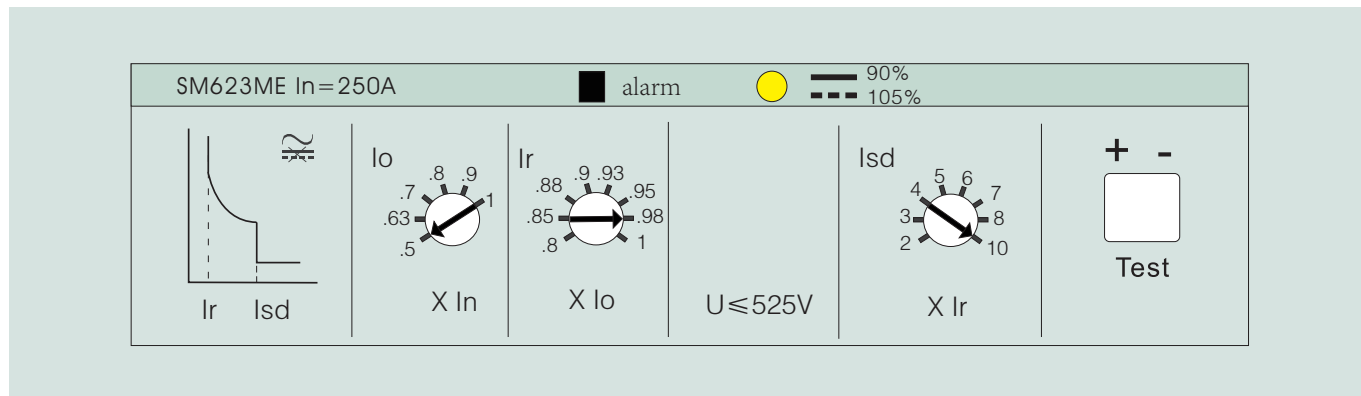 SM623ME In=250A
alarm
90%
105%
Ir
Isd
Io
.5
.63
.7
.8
.9
1
X In
Ir
.8
.85
.88
.9
.93
.95
.98
1
X Io
U≤525V
Isd
2
3
4
5
6
7
8
10
X Ir
+ -
Test